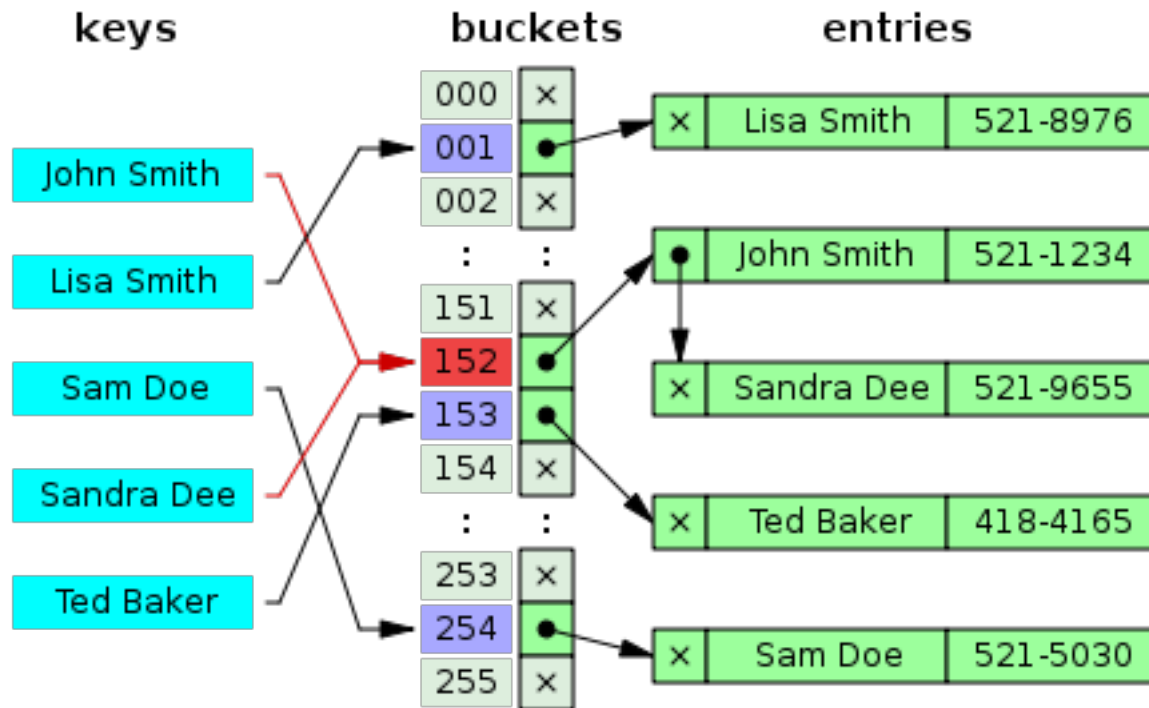 keys
buckets
entries
John Smith
Lisa Smith
Sam Doe
Sandra Dee
Ted Baker
000 ×
001
002 ×
: :
151 ×
152
153
154 ×
: :
253 ×
254
255 ×
× Lisa Smith 521-8976
John Smith 521-1234
× Sandra Dee 521-9655
× Ted Baker 418-4165
× Sam Doe 521-5030